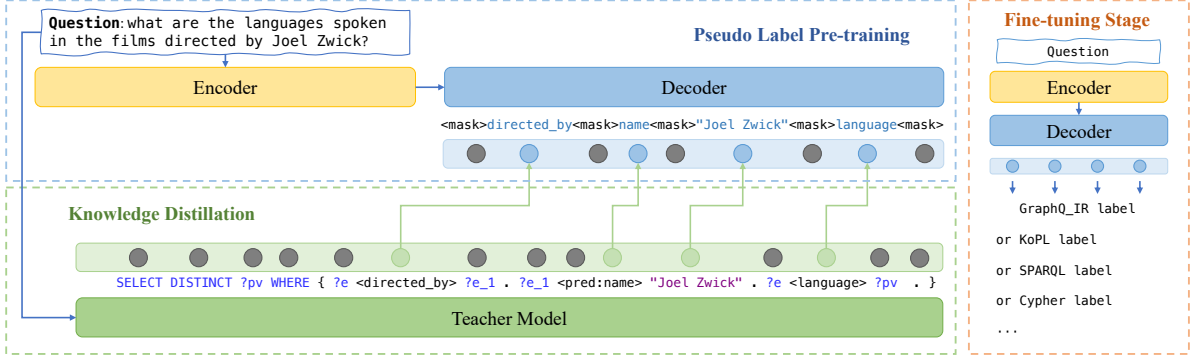 Question:what are the languages spoken
in the films directed by Joel Zwick?
Pseudo Label Pre-training
Encoder
Decoder
<mask>directed_by<mask>name<mask>"Joel Zwick"<mask>language<mask>
Knowledge Distillation
SELECT DISTINCT ?pv WHERE { ?e <directed_by> ?e_1 . ?e_1 <pred:name> "Joel Zwick" . ?e <language> ?pv . }
Teacher Model
Fine-tuning Stage
Question
Encoder
Decoder
GraphQ_IR label
or KoPL label
or SPARQL label
or Cypher label
...